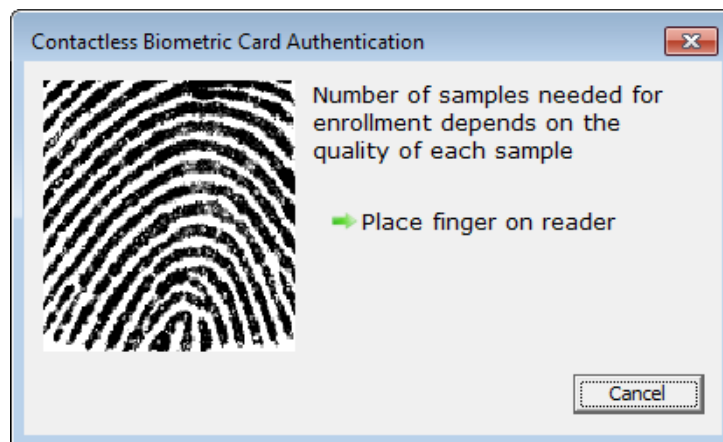 Contactless Biometric Card Authentication
Number of samples needed for
enrollment depends on the
quality of each sample
Place finger on reader
Cancel